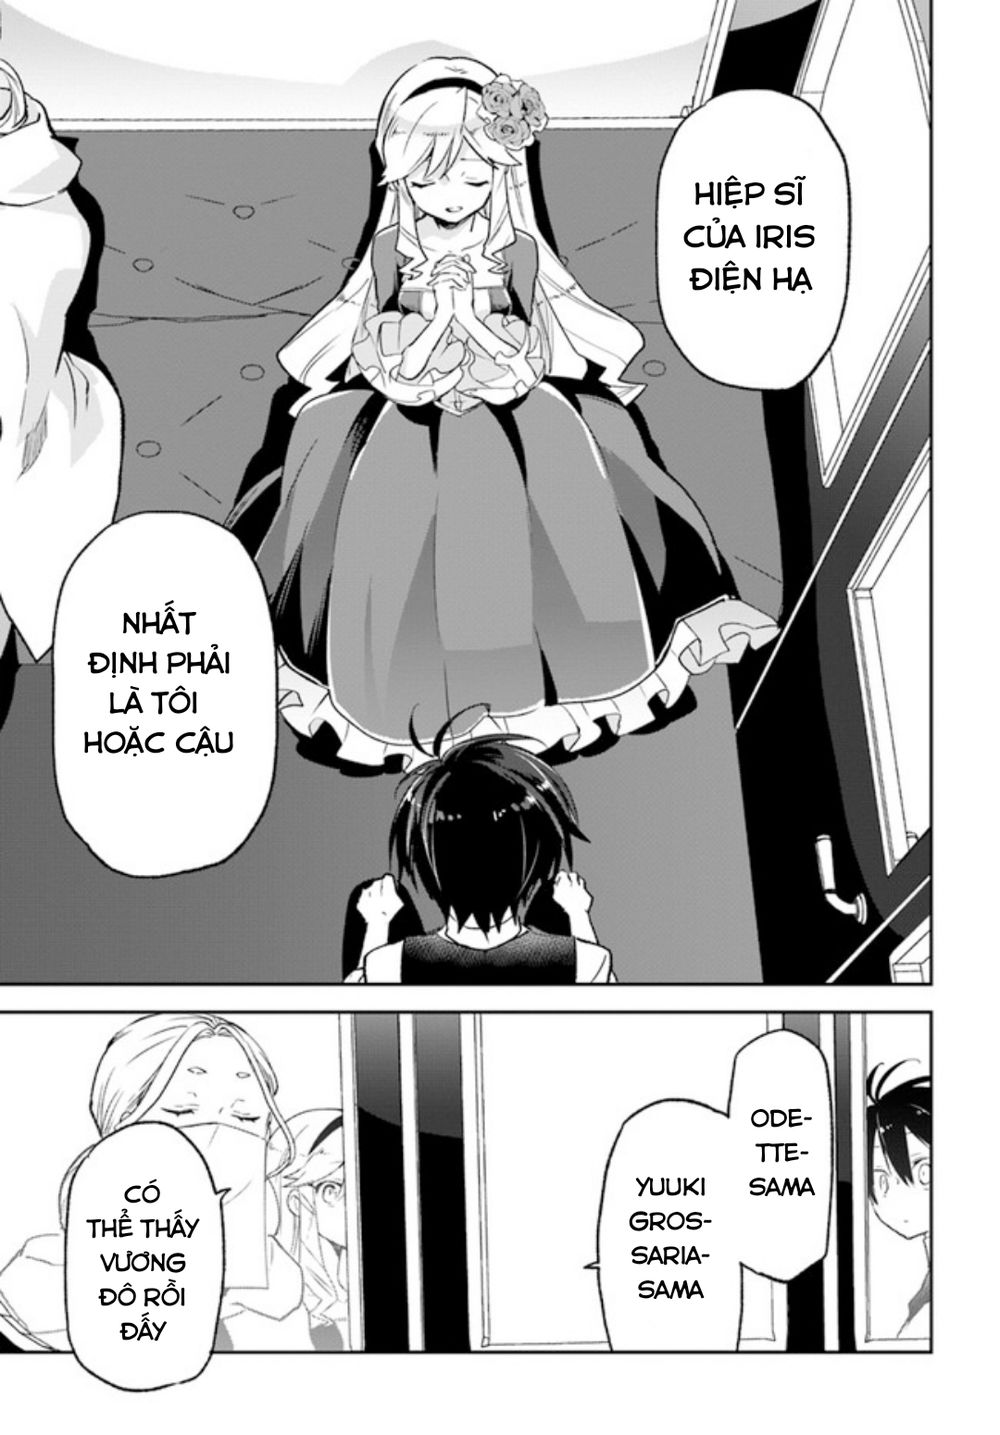 HIỆP SĨ
CỦA IRIS
ĐIỆN HẠ
NHẤT
ĐỊNH PHẢI
LÀ TÔI
HOẶC CẬU
ODE-
TTE-
SAMA
YUUKI
GROS-
SARIA-
SAMA
CÓ
THỂ THẤY
VƯƠNG
ĐÔ RỒI
ĐẤY